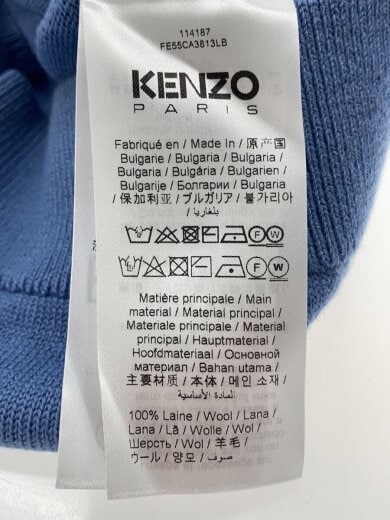 114187
FE55CA3813LB
KENZO
PARIS
Fabriqué en / Made In / 原产国
Bulgarie / Bulgaria / Bulgaria /
Bulgaria / Bulgária / Bulgarien /
Bulgarije / Болгарии / Bulgaria
/ 保加利亚 / ブルガリア / 불가리아
/ بلغاريا
F W
F W
Matière principale / Main
material / Material principal /
Materiale principale / Material
principal / Hauptmaterial /
Hoofdmateriaal / Основной
материал / Bahan utama /
主要材质 / 本体 / 메인 소재 /
المادة الأساسية
100% Laine / Wool / Lana /
Lana / Lã / Wolle / Wol /
Шерсть / Wol / 羊毛 /
ウール / 양모 / صوف